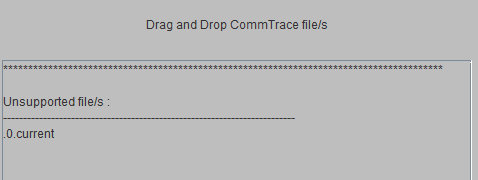 Drag and Drop CommTrace file/s
****************************************************************************************
Unsupported file/s :
--------------------------------------------------------------------------------
.0.current